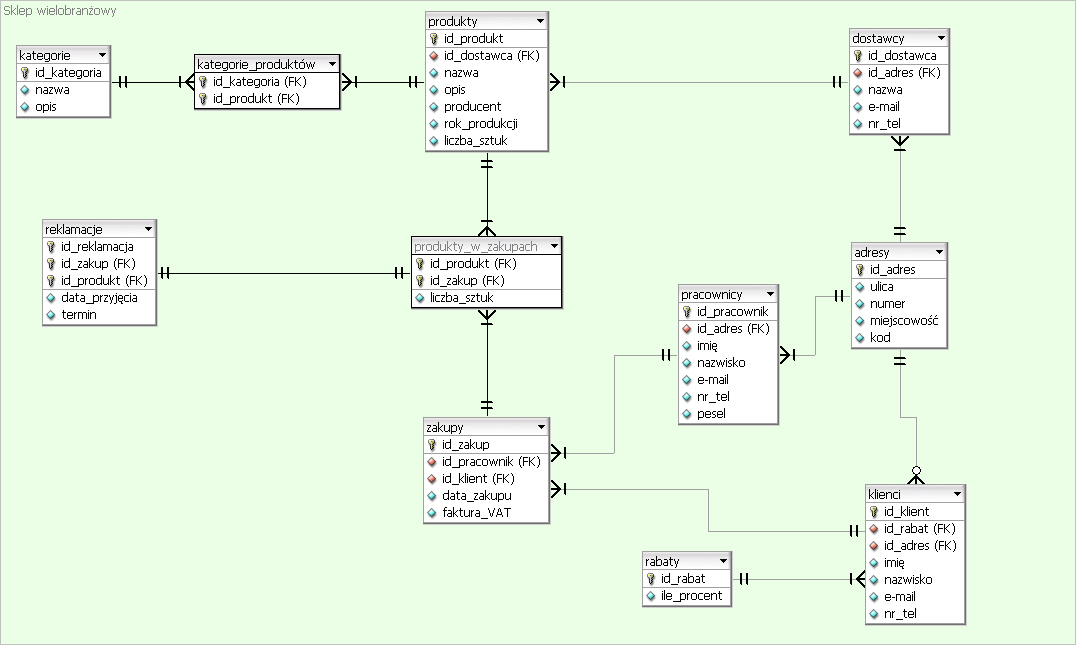 Sklep wielobranżowy
kategorie
id_kategoria
nazwa
opis
kategorie_produktów
id_kategoria (FK)
id_produkt (FK)
produkty
id_produkt
id_dostawca (FK)
nazwa
opis
producent
rok_produkcji
liczba_sztuk
dostawcy
id_dostawca
id_adres (FK)
nazwa
e-mail
nr_tel
reklamacje
id_reklamacja
id_zakup (FK)
id_produkt (FK)
data_przyjęcia
termin
produkty_w_zakupach
id_produkt (FK)
id_zakup (FK)
liczba_sztuk
pracownicy
id_pracownik
id_adres (FK)
imię
nazwisko
e-mail
nr_tel
pesel
adresy
id_adres
ulica
numer
miejscowość
kod
zakupy
id_zakup
id_pracownik (FK)
id_klient (FK)
data_zakupu
faktura_VAT
rabaty
id_rabat
ile_procent
klienci
id_klient
id_rabat (FK)
id_adres (FK)
imię
nazwisko
e-mail
nr_tel